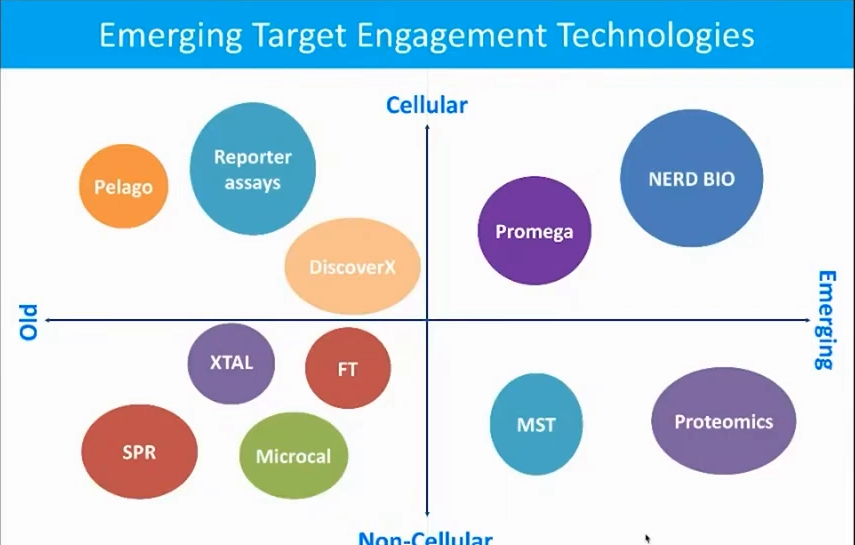 Emerging Target Engagement Technologies
Cellular
Pelago
Reporter
assays
NERD BIO
Promega
DiscoverX
Old
Emerging
XTAL
FT
SPR
Microcal
MST
Proteomics
Non-Cellular